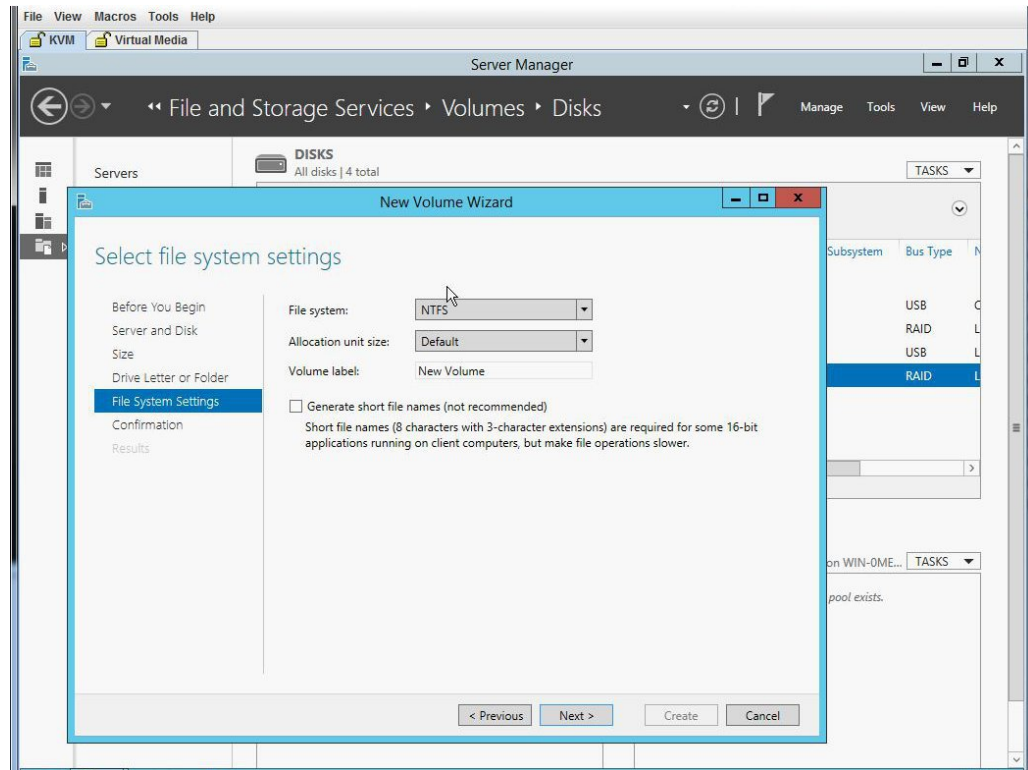 File View Macros Tools Help
KVM Virtual Media
Server Manager
File and Storage Services Volumes Disks
Manage Tools View Help
Servers
DISKS
All disks | 4 total
TASKS
New Volume Wizard
Select file system settings
Subsystem Bus Type
Before You Begin
Server and Disk
Size
Drive Letter or Folder
File System Settings
Confirmation
Results
File system: NTFS
Allocation unit size: Default
Volume label: New Volume
Generate short file names (not recommended)
Short file names (8 characters with 3-character extensions) are required for some 16-bit
applications running on client computers, but make file operations slower.
USB
RAID
USB
RAID
on WIN-0ME... TASKS
pool exists.
< Previous Next > Create Cancel